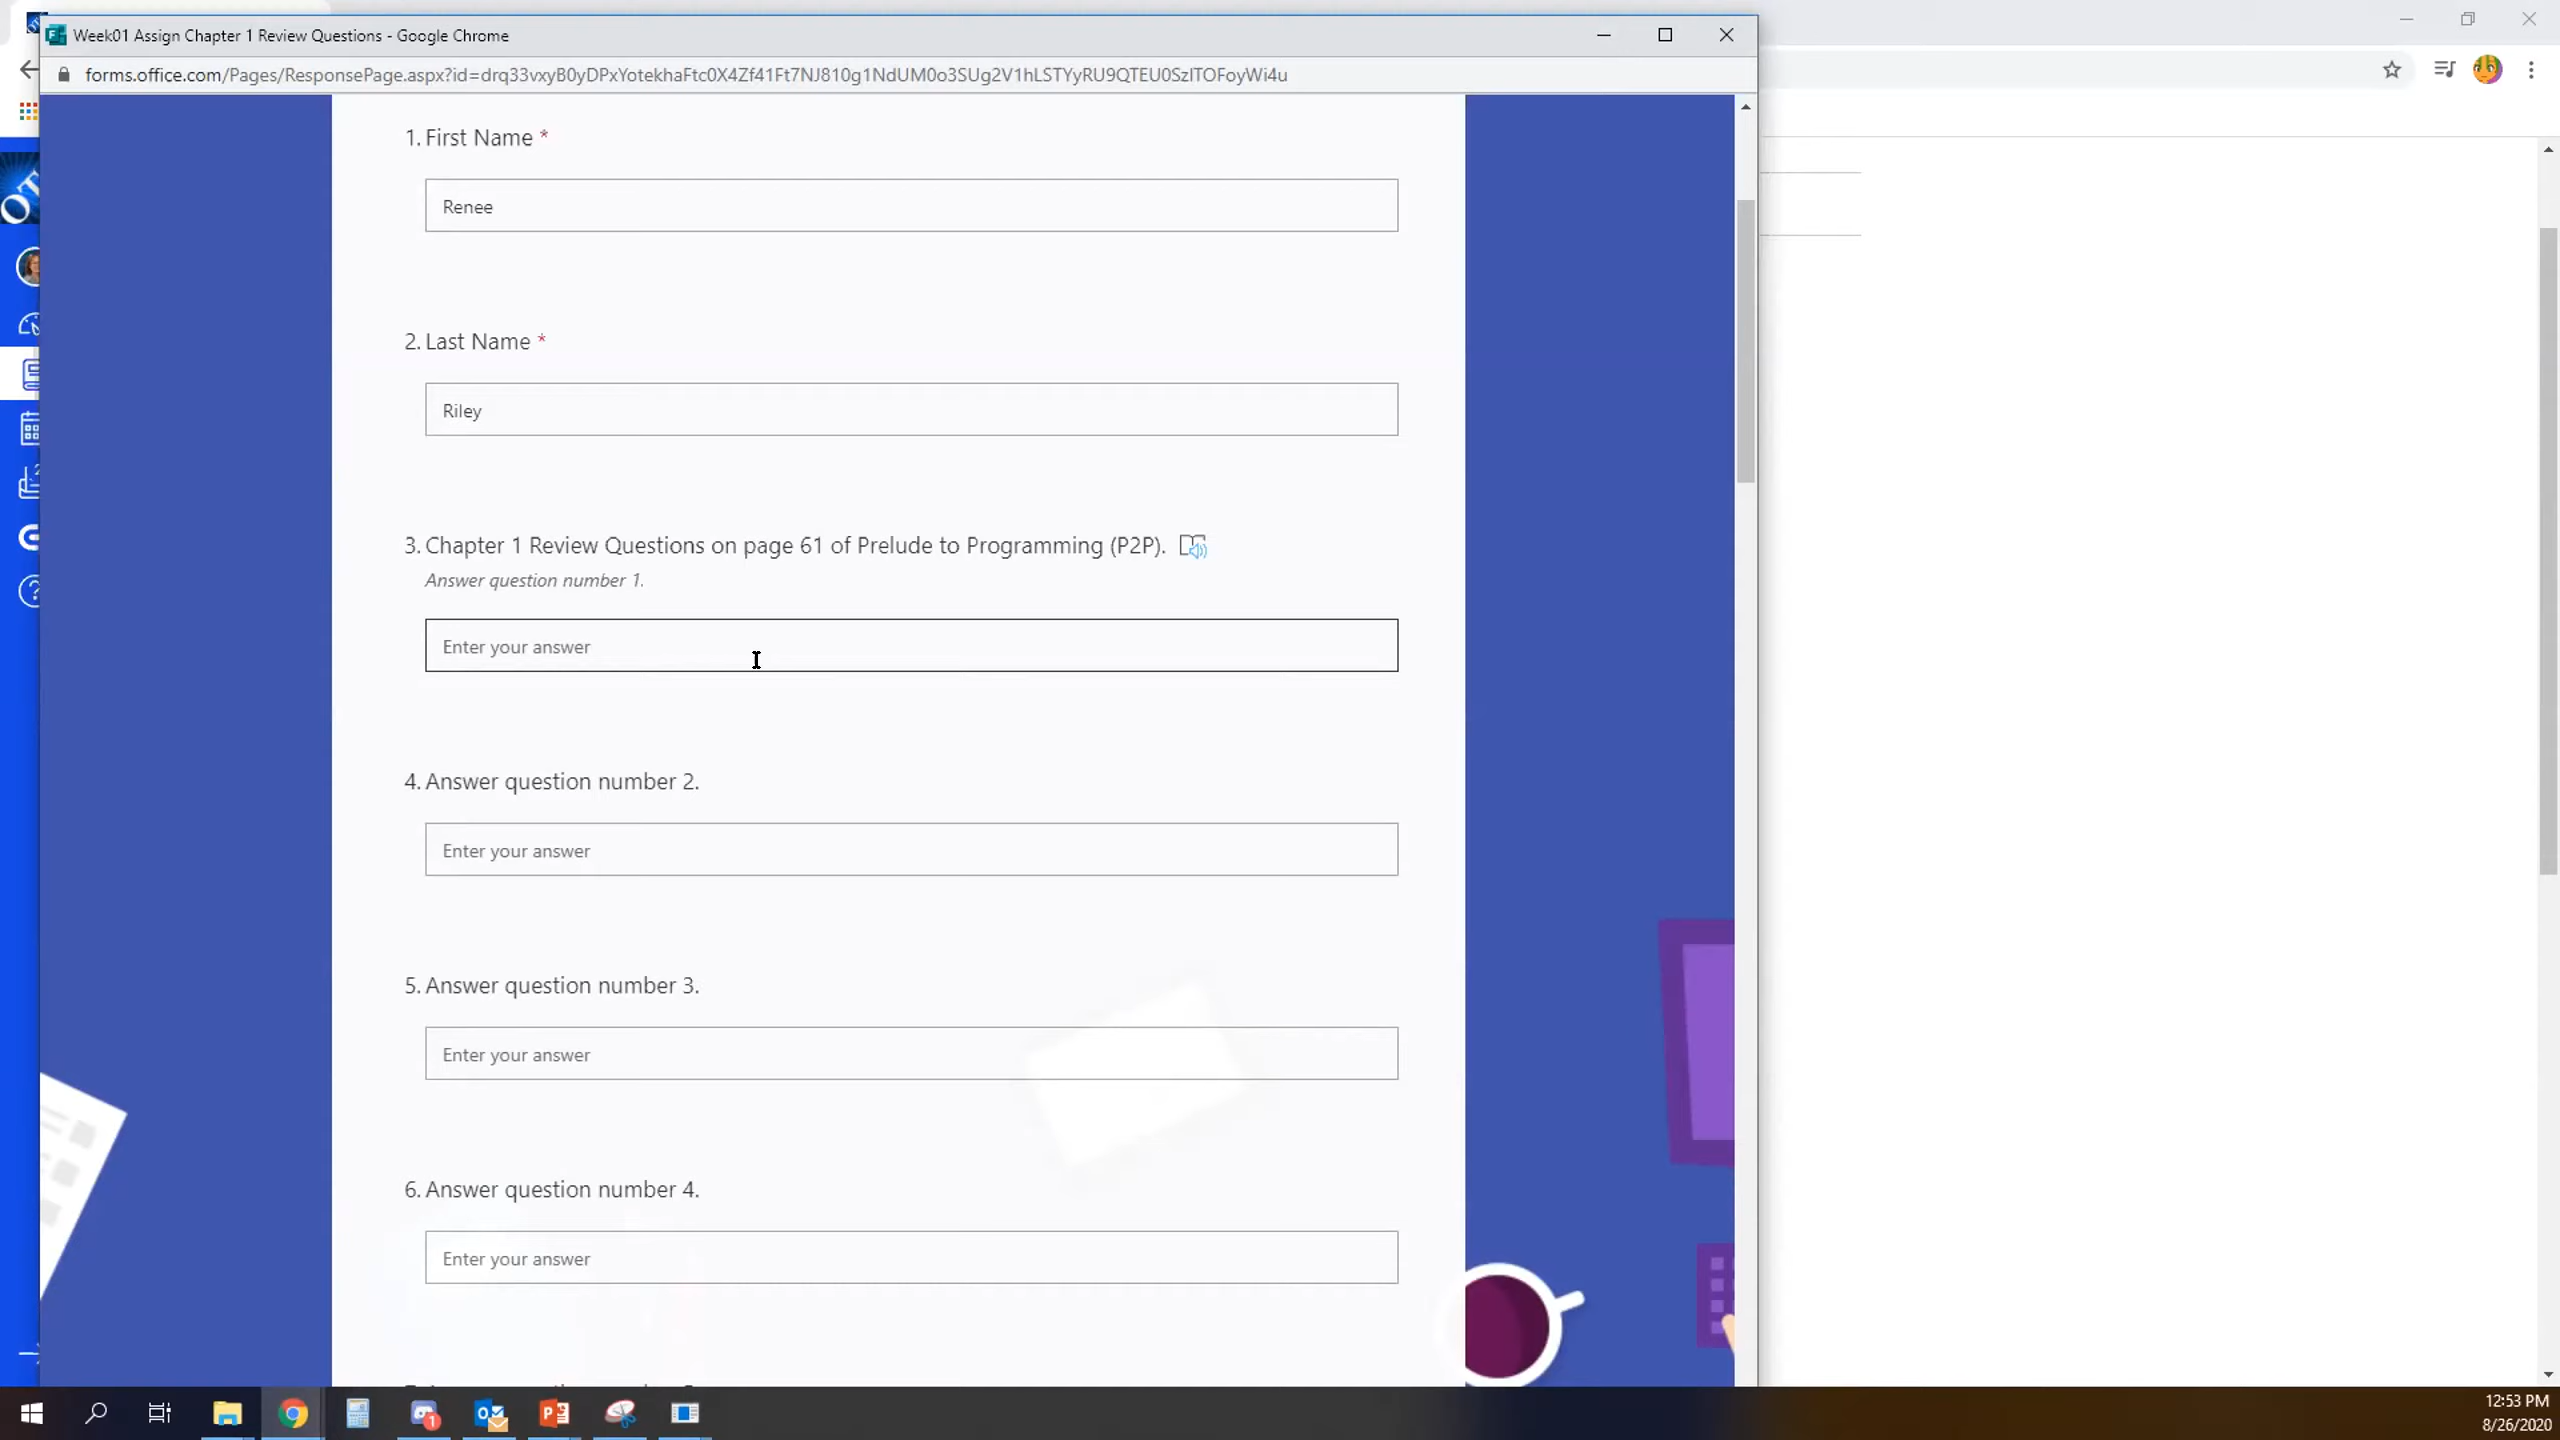 Week01 Assign Chapter 1 Review Questions - Google Chrome
forms.office.com/Pages/ResponsePage.aspx?id=drq33vxyB0yDPxYotekhaFtc0X4Zf41Ft7NJ810g1NdUM0o3SUg2V1hLSTYyRU9QTEU0SzlTOFoyWi4u
1. First Name *
Renee
2. Last Name *
Riley
3. Chapter 1 Review Questions on page 61 of Prelude to Programming (P2P).
Answer question number 1.
Enter your answer
4. Answer question number 2.
Enter your answer
5. Answer question number 3.
Enter your answer
6. Answer question number 4.
Enter your answer
12:53 PM
8/26/2020